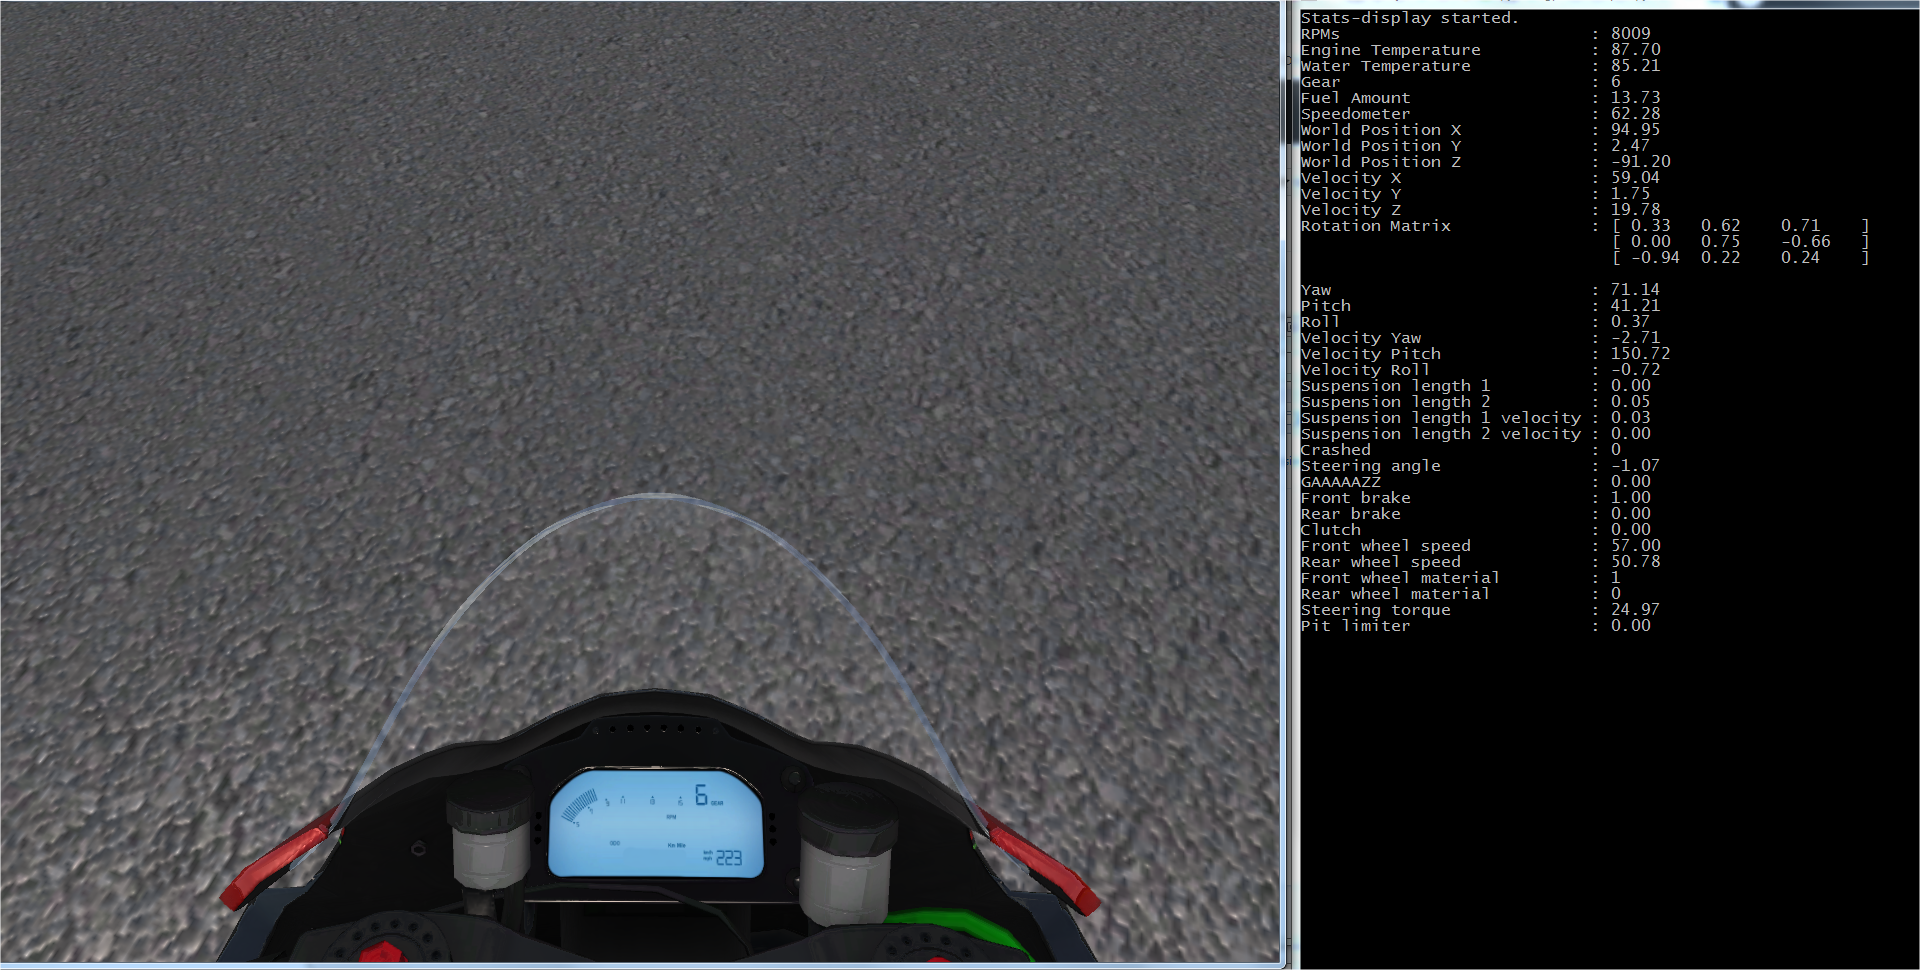 Stats-display started.
RPMs : 8009
Engine Temperature : 87.70
Water Temperature : 85.21
Gear : 6
Fuel Amount : 13.73
Speedometer : 62.28
World Position X : 94.95
World Position Y : 2.47
World Position Z : -91.20
Velocity X : 59.04
Velocity Y : 1.75
Velocity Z : 19.78
Rotation Matrix : [ 0.33 0.62 0.71 ]
[ 0.00 0.75 -0.66 ]
[ -0.94 0.22 0.24 ]
Yaw : 71.14
Pitch : 41.21
Roll : 0.37
Velocity Yaw : -2.71
Velocity Pitch : 150.72
Velocity Roll : -0.72
Suspension length 1 : 0.00
Suspension length 2 : 0.05
Suspension length 1 velocity : 0.03
Suspension length 2 velocity : 0.00
Crashed : 0
Steering angle : -1.07
GAAAAAZZ : 0.00
Front brake : 1.00
Rear brake : 0.00
Clutch : 0.00
Front wheel speed : 57.00
Rear wheel speed : 50.78
Front wheel material : 1
Rear wheel material : 0
Steering torque : 24.97
Pit limiter : 0.00
6 GEAR
RPM
223